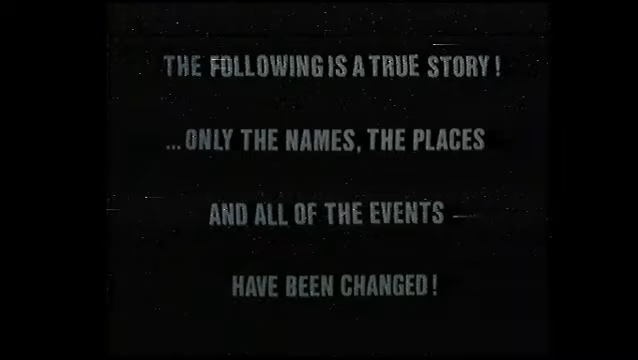 THE FOLLOWING IS A TRUE STORY!
...ONLY THE NAMES, THE PLACES
AND ALL OF THE EVENTS
HAVE BEEN CHANGED!